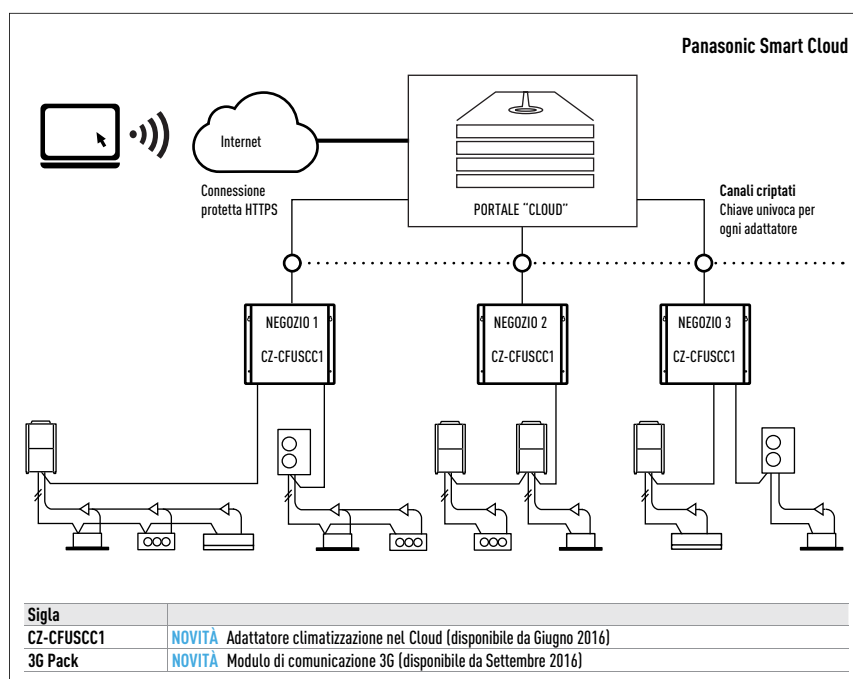 Panasonic Smart Cloud
Internet
Connessione
protetta HTTPS
PORTALE "CLOUD"
Canali criptati
Chiave univoca per
ogni adattatore
NEGOZIO 1
CZ-CFUSCC1
NEGOZIO 2
CZ-CFUSCC1
NEGOZIO 3
CZ-CFUSCC1
Sigla
CZ-CFUSCC1 NOVITÀ Adattatore climatizzazione nel Cloud (disponibile da Giugno 2016)
3G Pack NOVITÀ Modulo di comunicazione 3G (disponibile da Settembre 2016)